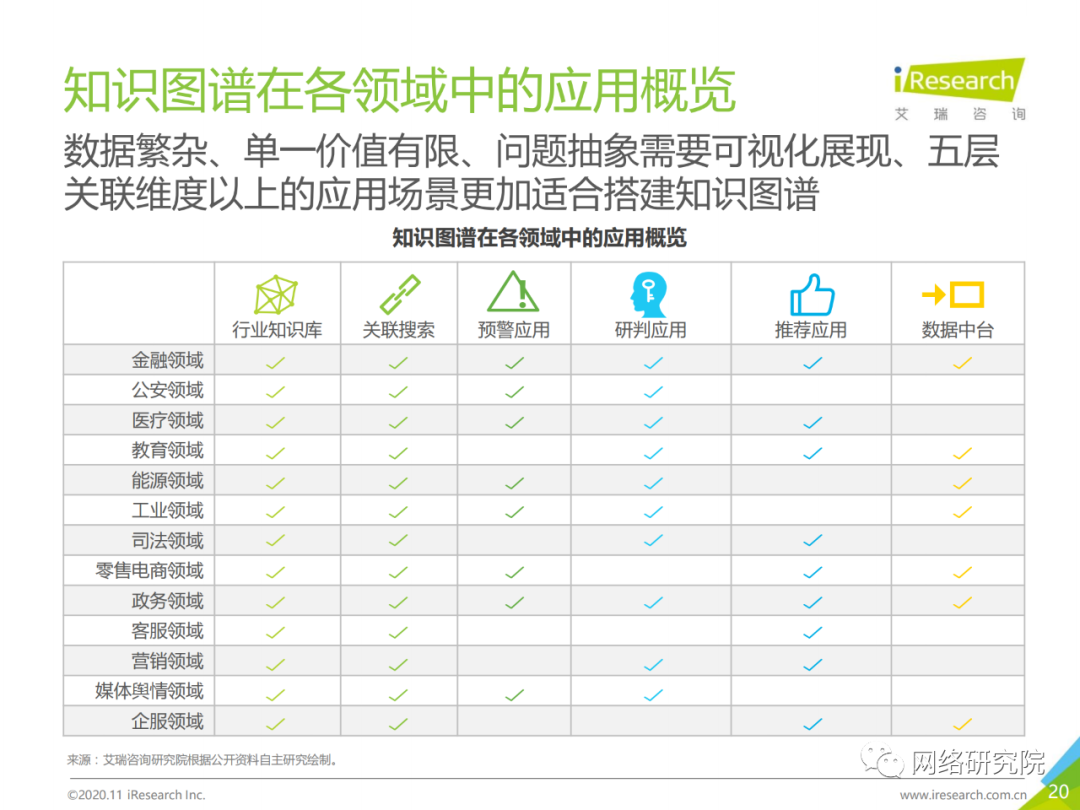 知识图谱在各领域中的应用概览
iResearch
艾瑞咨询
数据繁杂、单一价值有限、问题抽象需要可视化展现、五层
关联维度以上的应用场景更加适合搭建知识图谱
知识图谱在各领域中的应用概览
行业知识库 关联搜索 预警应用 研判应用 推荐应用 数据中台
金融领域 ✓ ✓ ✓ ✓ ✓ ✓
公安领域 ✓ ✓ ✓ ✓
医疗领域 ✓ ✓ ✓ ✓ ✓
教育领域 ✓ ✓ ✓ ✓ ✓
能源领域 ✓ ✓ ✓ ✓ ✓
工业领域 ✓ ✓ ✓ ✓ ✓
司法领域 ✓ ✓ ✓ ✓
零售电商领域 ✓ ✓ ✓ ✓ ✓
政务领域 ✓ ✓ ✓ ✓ ✓ ✓
客服领域 ✓ ✓ ✓
营销领域 ✓ ✓ ✓ ✓
媒体舆情领域 ✓ ✓ ✓ ✓
企服领域 ✓ ✓ ✓ ✓
来源：艾瑞咨询研究院根据公开资料自主研究绘制。
网络研究院
©2020.11 iResearch Inc.
www.iresearch.com.cn
20